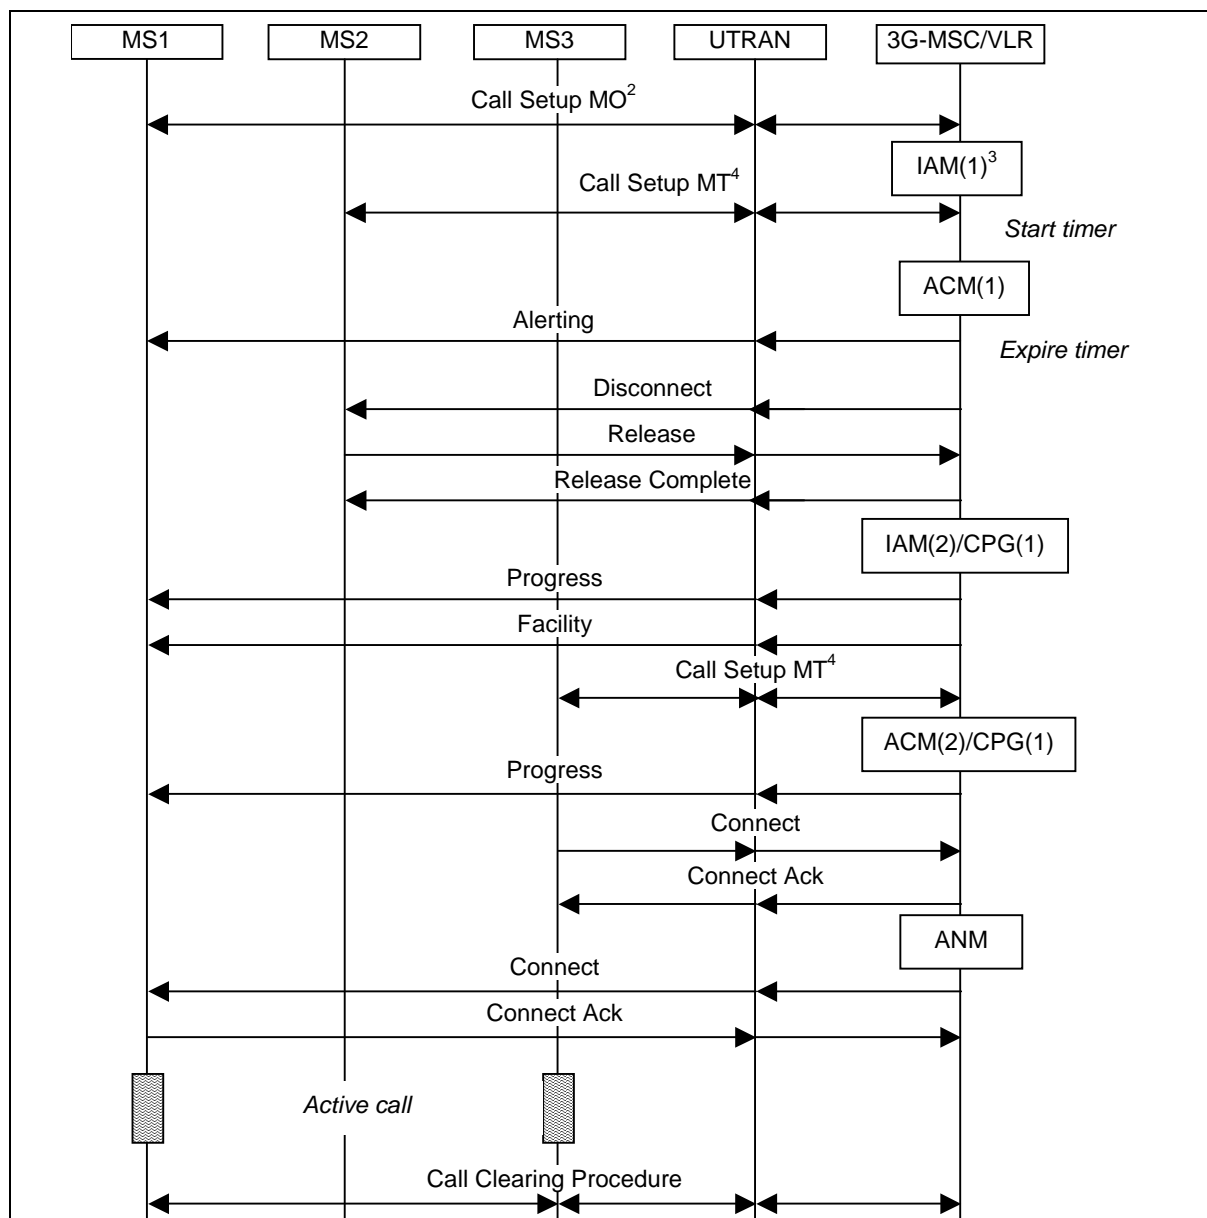 MS1 MS2 MS3 UTRAN 3G-MSC/VLR
Call Setup MO²
IAM(1)³
Call Setup MT⁴
Start timer
ACM(1)
Alerting
Expire timer
Disconnect
Release
Release Complete
IAM(2)/CPG(1)
Progress
Facility
Call Setup MT⁴
ACM(2)/CPG(1)
Progress
Connect
Connect Ack
ANM
Connect
Connect Ack
Active call
Call Clearing Procedure